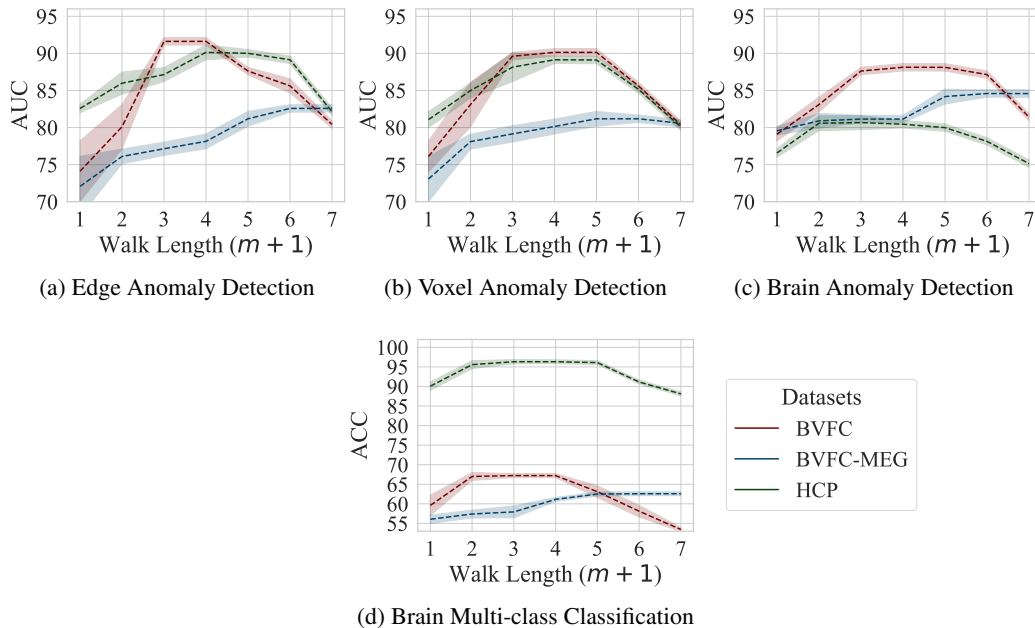 95
90
85
80
75
70
AUC
1 2 3 4 5 6 7
Walk Length (m + 1)
(a) Edge Anomaly Detection
95
90
85
80
75
70
AUC
1 2 3 4 5 6 7
Walk Length (m + 1)
(b) Voxel Anomaly Detection
95
90
85
80
75
70
AUC
1 2 3 4 5 6 7
Walk Length (m + 1)
(c) Brain Anomaly Detection
100
95
90
85
80
75
70
65
60
55
ACC
1 2 3 4 5 6 7
Walk Length (m + 1)
(d) Brain Multi-class Classification
Datasets
BVFC
BVFC-MEG
HCP